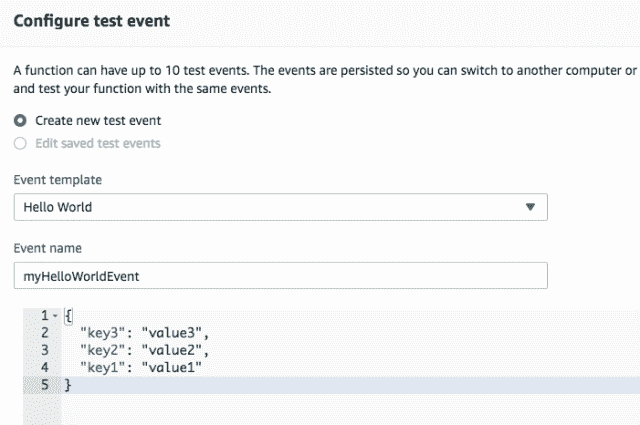 Configure test event
A function can have up to 10 test events. The events are persisted so you can switch to another computer or
and test your function with the same events.
Create new test event
Edit saved test events
Event template
Hello World
Event name
myHelloWorldEvent
1 {
2 "key3": "value3",
3 "key2": "value2",
4 "key1": "value1"
5 }